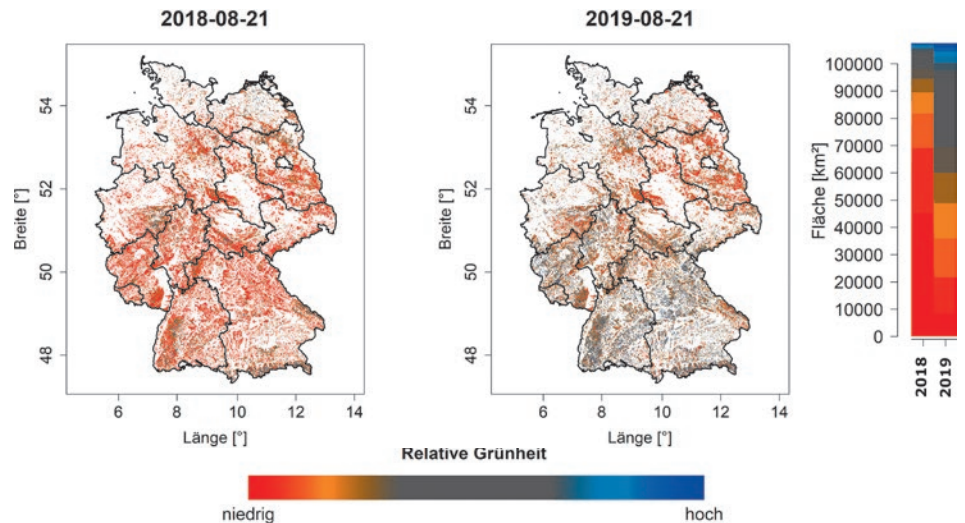 2018-08-21
2019-08-21
Breite [°]
54
52
50
48
6 8 10 12 14
Länge [°]
Breite [°]
54
52
50
48
6 8 10 12 14
Länge [°]
Fläche [km²]
100000
90000
80000
70000
60000
50000
40000
30000
20000
10000
0
2018
2019
Relative Grünheit
niedrig hoch